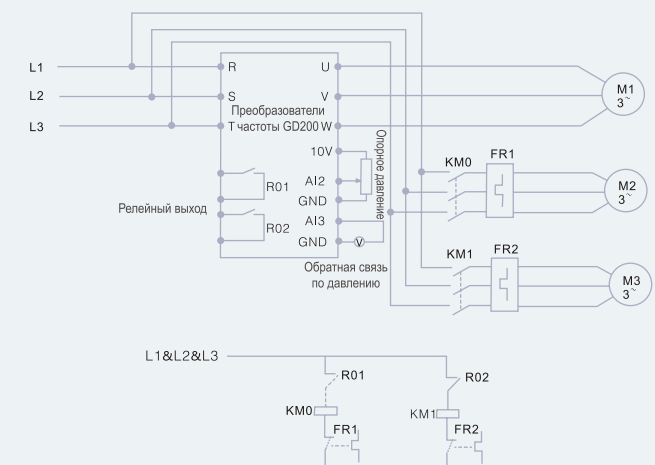 L1
L2
L3
R
S
T
U
V
W
Преобразователи
частоты GD200
10V
AI2
GND
AI3
GND
Опорное давление
R01
R02
Релейный выход
V
Обратная связь
по давлению
KM0
FR1
KM1
FR2
M1
3~
M2
3~
M3
3~
L1&L2&L3
R01
R02
KM0
KM1
FR1
FR2